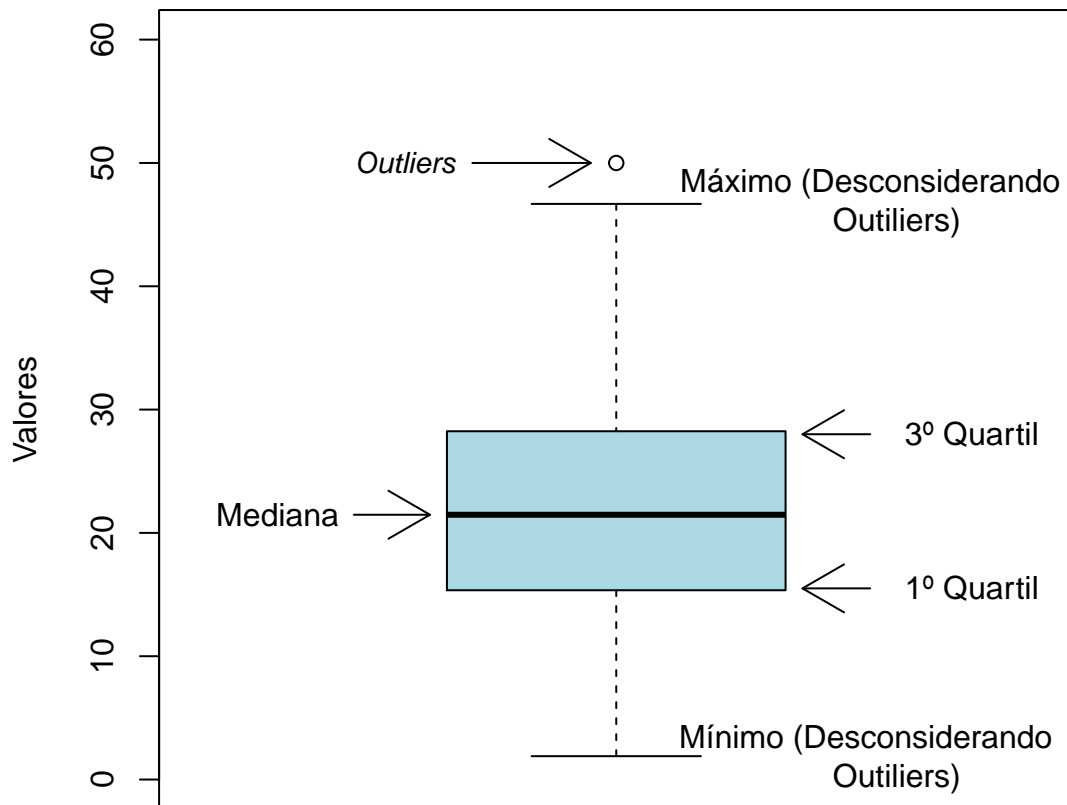 60
Outliers
50
Máximo (Desconsiderando
Outiliers)
40
Valores
30
3º Quartil
Mediana
20
1º Quartil
10
Mínimo (Desconsiderando
Outiliers)
0